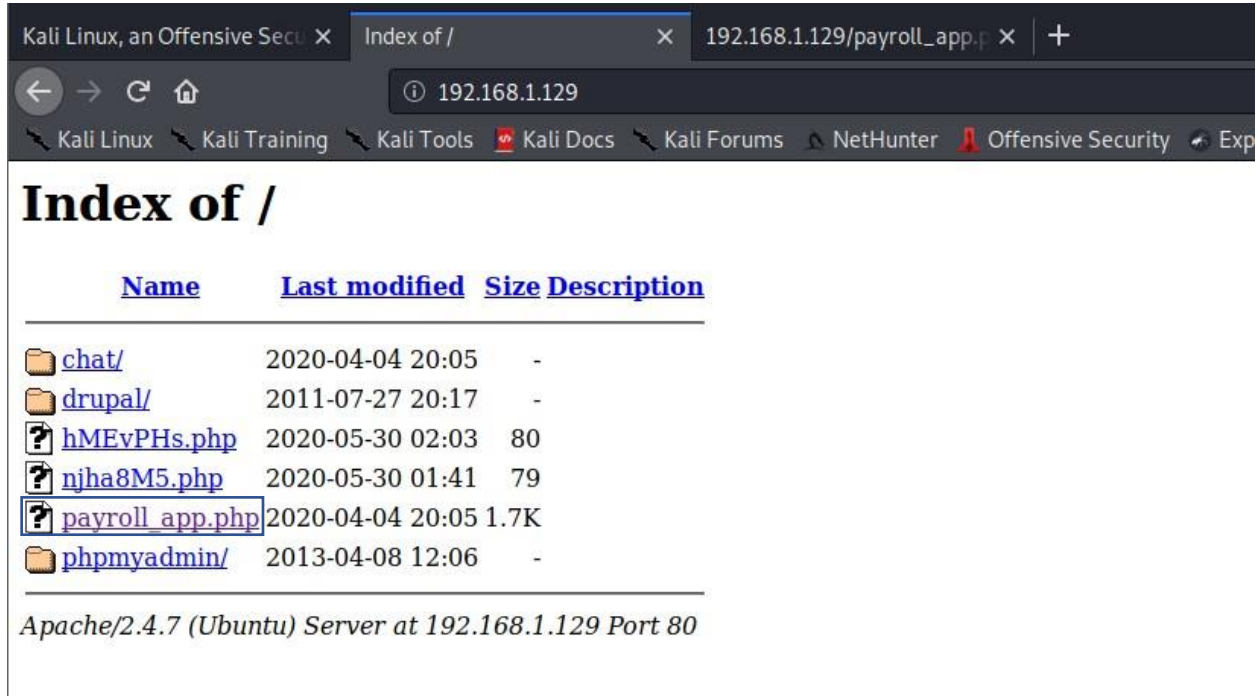 Kali Linux, an Offensive Secu Index of / 192.168.1.129/payroll_app.p
192.168.1.129
Kali Linux Kali Training Kali Tools Kali Docs Kali Forums NetHunter Offensive Security Exp
Index of /
Name Last modified Size Description
chat/ 2020-04-04 20:05 -
drupal/ 2011-07-27 20:17 -
hMEvPHs.php 2020-05-30 02:03 80
njha8M5.php 2020-05-30 01:41 79
payroll_app.php 2020-04-04 20:05 1.7K
phpmyadmin/ 2013-04-08 12:06 -
Apache/2.4.7 (Ubuntu) Server at 192.168.1.129 Port 80